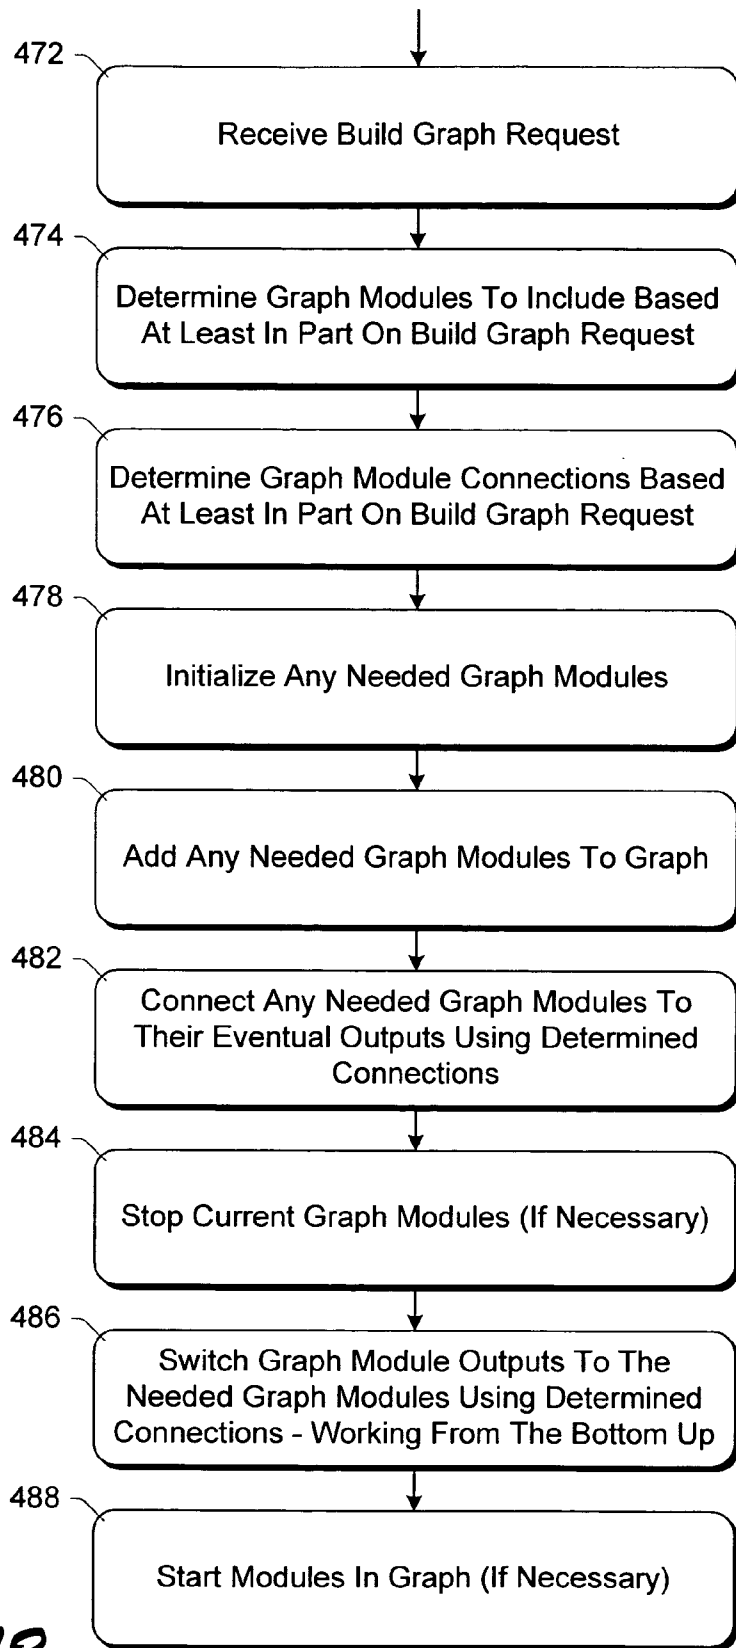 472
Receive Build Graph Request
474
Determine Graph Modules To Include Based
At Least In Part On Build Graph Request
476
Determine Graph Module Connections Based
At Least In Part On Build Graph Request
478
Initialize Any Needed Graph Modules
480
Add Any Needed Graph Modules To Graph
482
Connect Any Needed Graph Modules To
Their Eventual Outputs Using Determined
Connections
484
Stop Current Graph Modules (If Necessary)
486
Switch Graph Module Outputs To The
Needed Graph Modules Using Determined
Connections - Working From The Bottom Up
488
Start Modules In Graph (If Necessary)